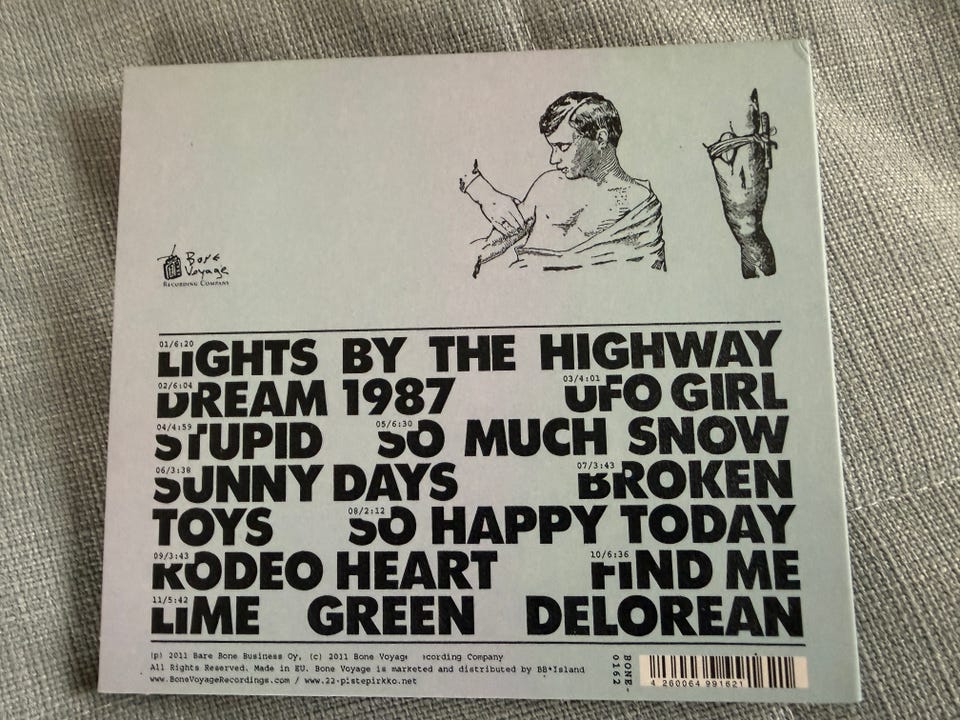 Bone
Voyage
RECORDING COMPANY
01/6:20
LIGHTS BY THE HIGHWAY
02/6:04 03/4:01
DREAM 1987 UFO GIRL
04/4:59 05/6:30
STUPID SO MUCH SNOW
06/3:38 07/3:43
SUNNY DAYS BROKEN
08/2:12
TOYS SO HAPPY TODAY
09/3:43 10/6:36
RODEO HEART FIND ME
11/5:42
LIME GREEN DELOREAN
(p) 2011 Bare Bone Business Oy, (c) 2011 Bone Voyage Recording Company
All Rights Reserved. Made in EU. Bone Voyage is marketed and distributed by BB*Island
www.BoneVoyageRecordings.com / www.22-pistepirkko.net
BONE-
0162
4 260064 991621